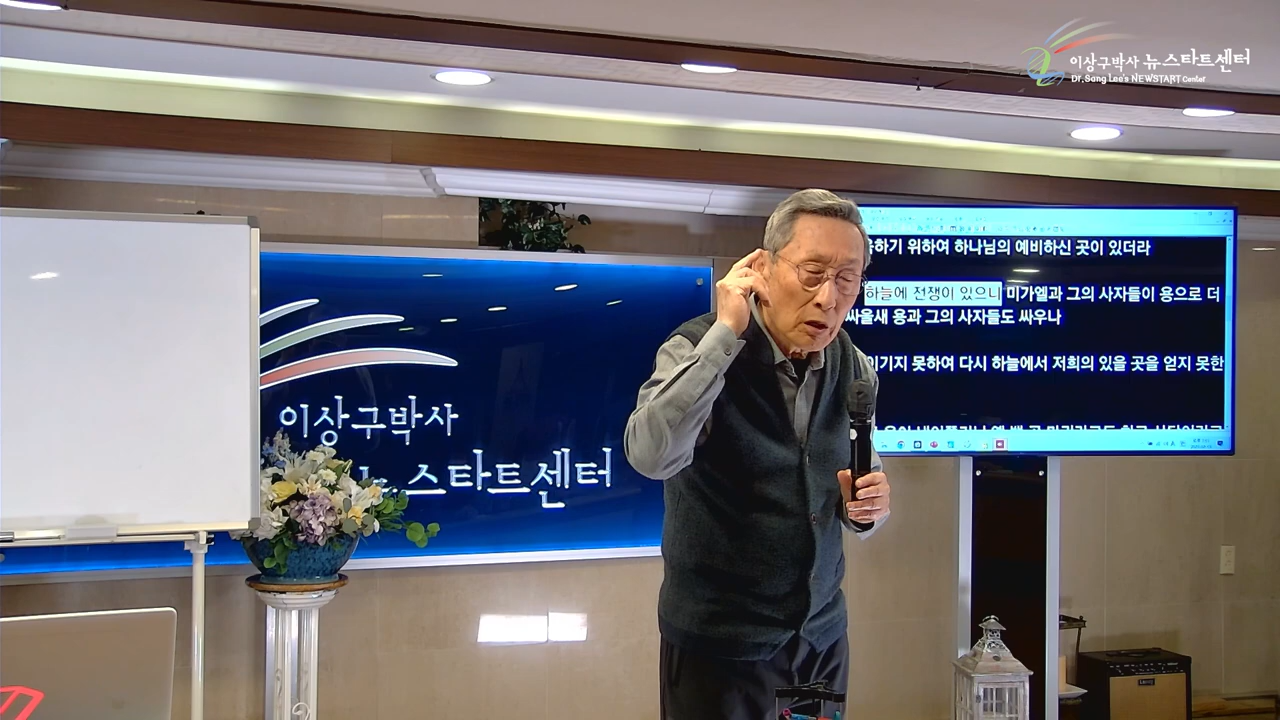 이상구박사 뉴스타트센터
Dr. Sang Lee's NEWSTART Center
하기 위하여 하나님의 예비하신 곳이 있더라
하늘에 전쟁이 있으니 미가엘과 그의 사자들이 용으로 더
싸울새 용과 그의 사자들도 싸우나
이기지 못하여 다시 하늘에서 저희의 있을 곳을 얻지 못한
이상구박사
뉴스타트센터